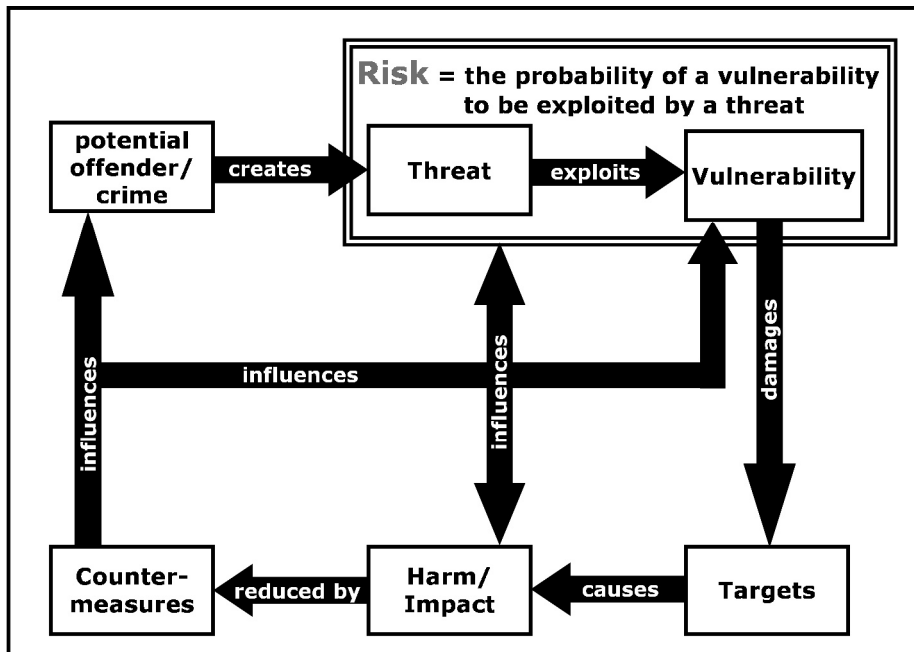 Risk = the probability of a vulnerability
to be exploited by a threat
potential
offender/
crime
creates
Threat
exploits
Vulnerability
influences
influences
influences
damages
Counter-
measures
reduced by
Harm/
Impact
causes
Targets